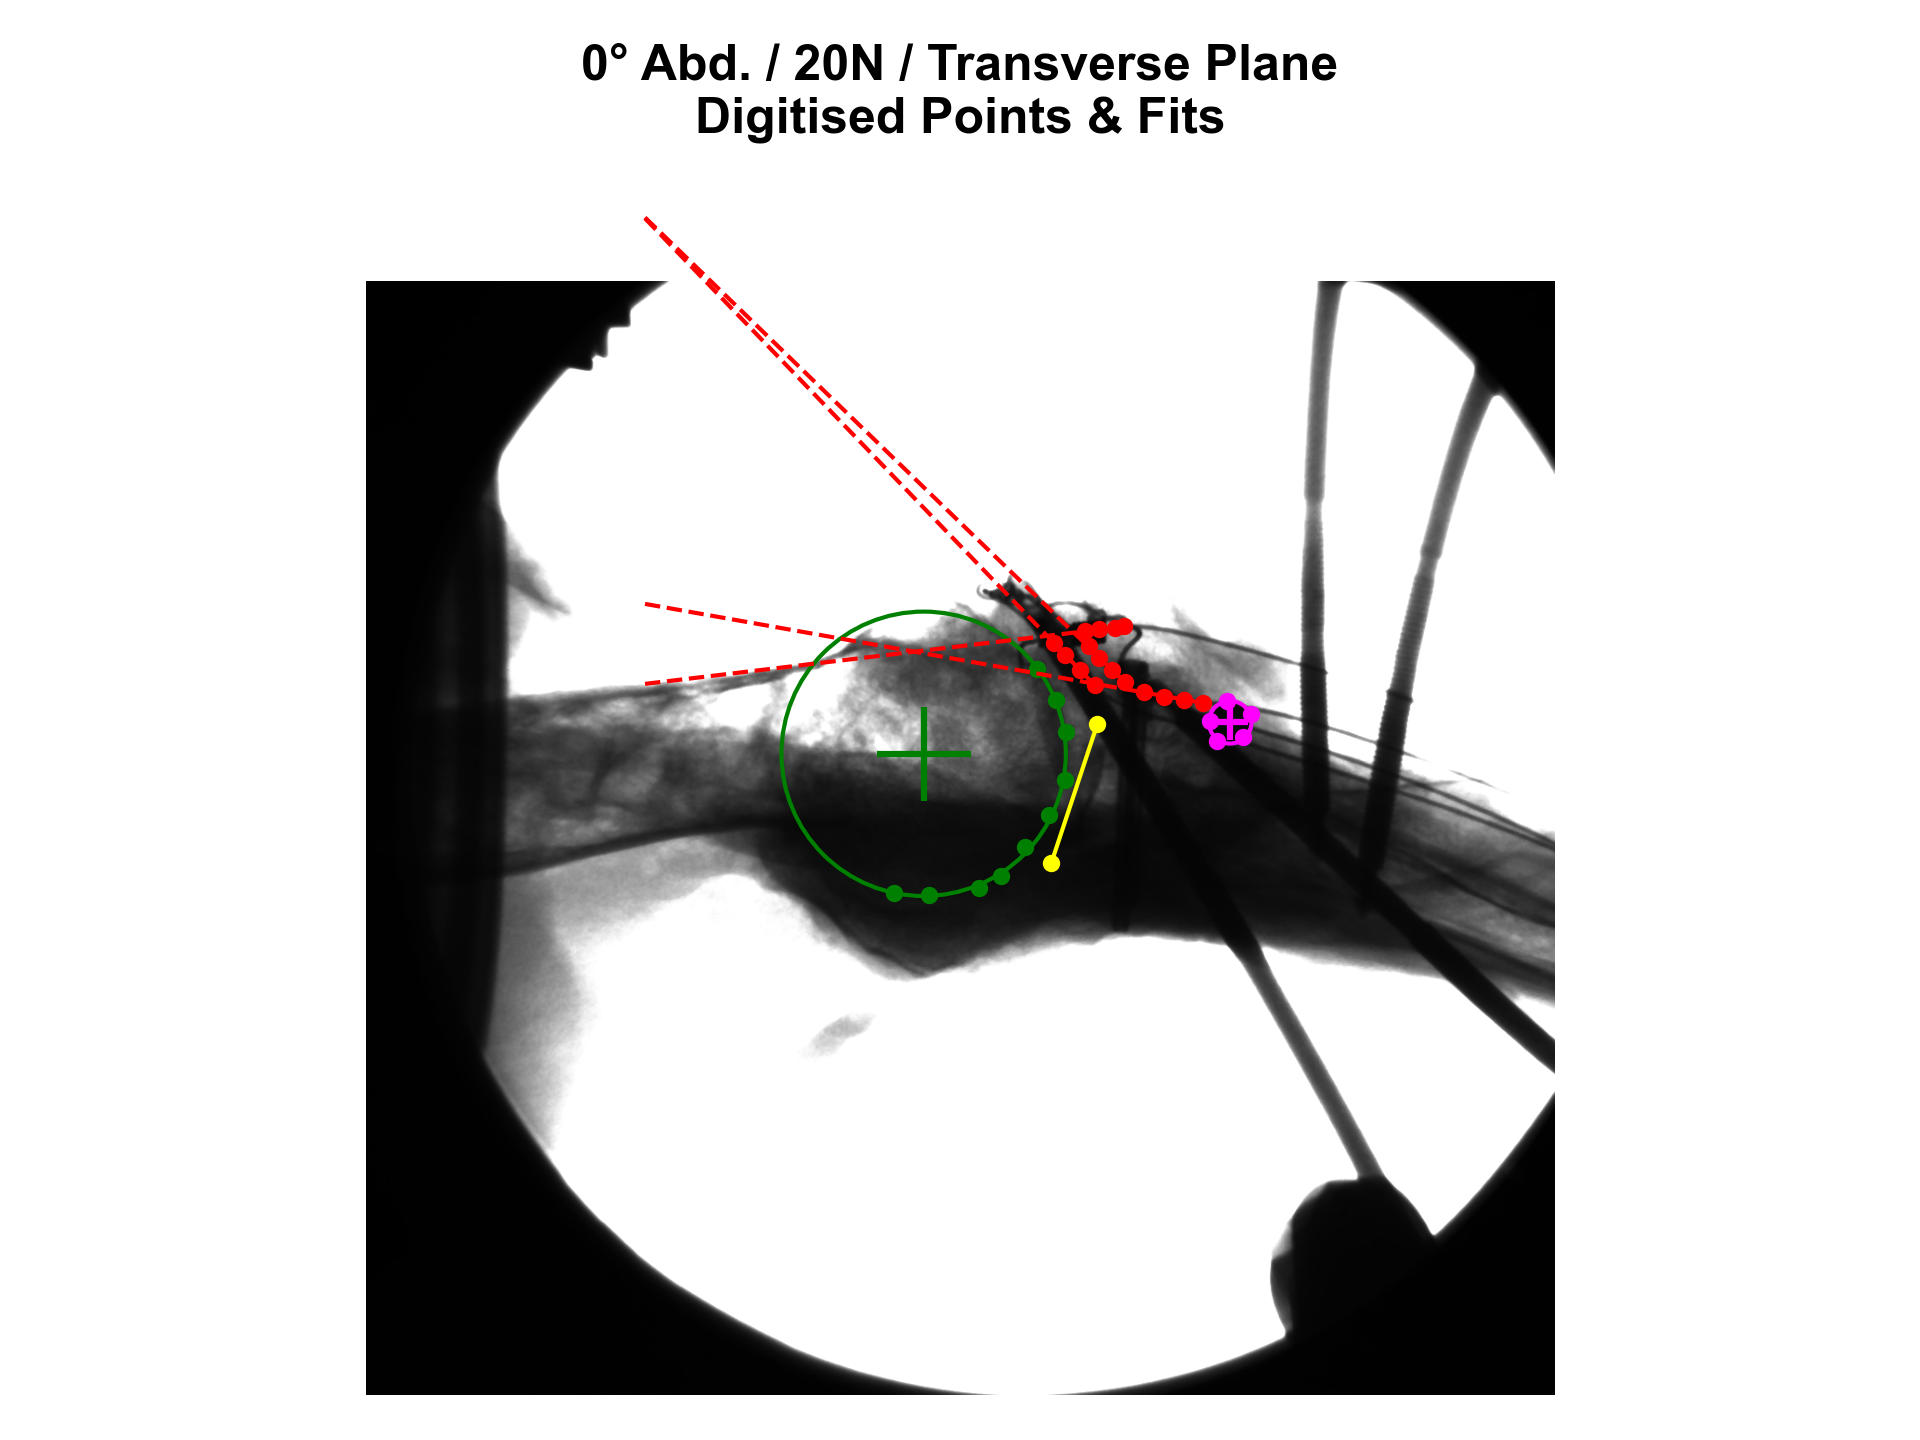 0° Abd. / 20N / Transverse Plane
Digitised Points & Fits